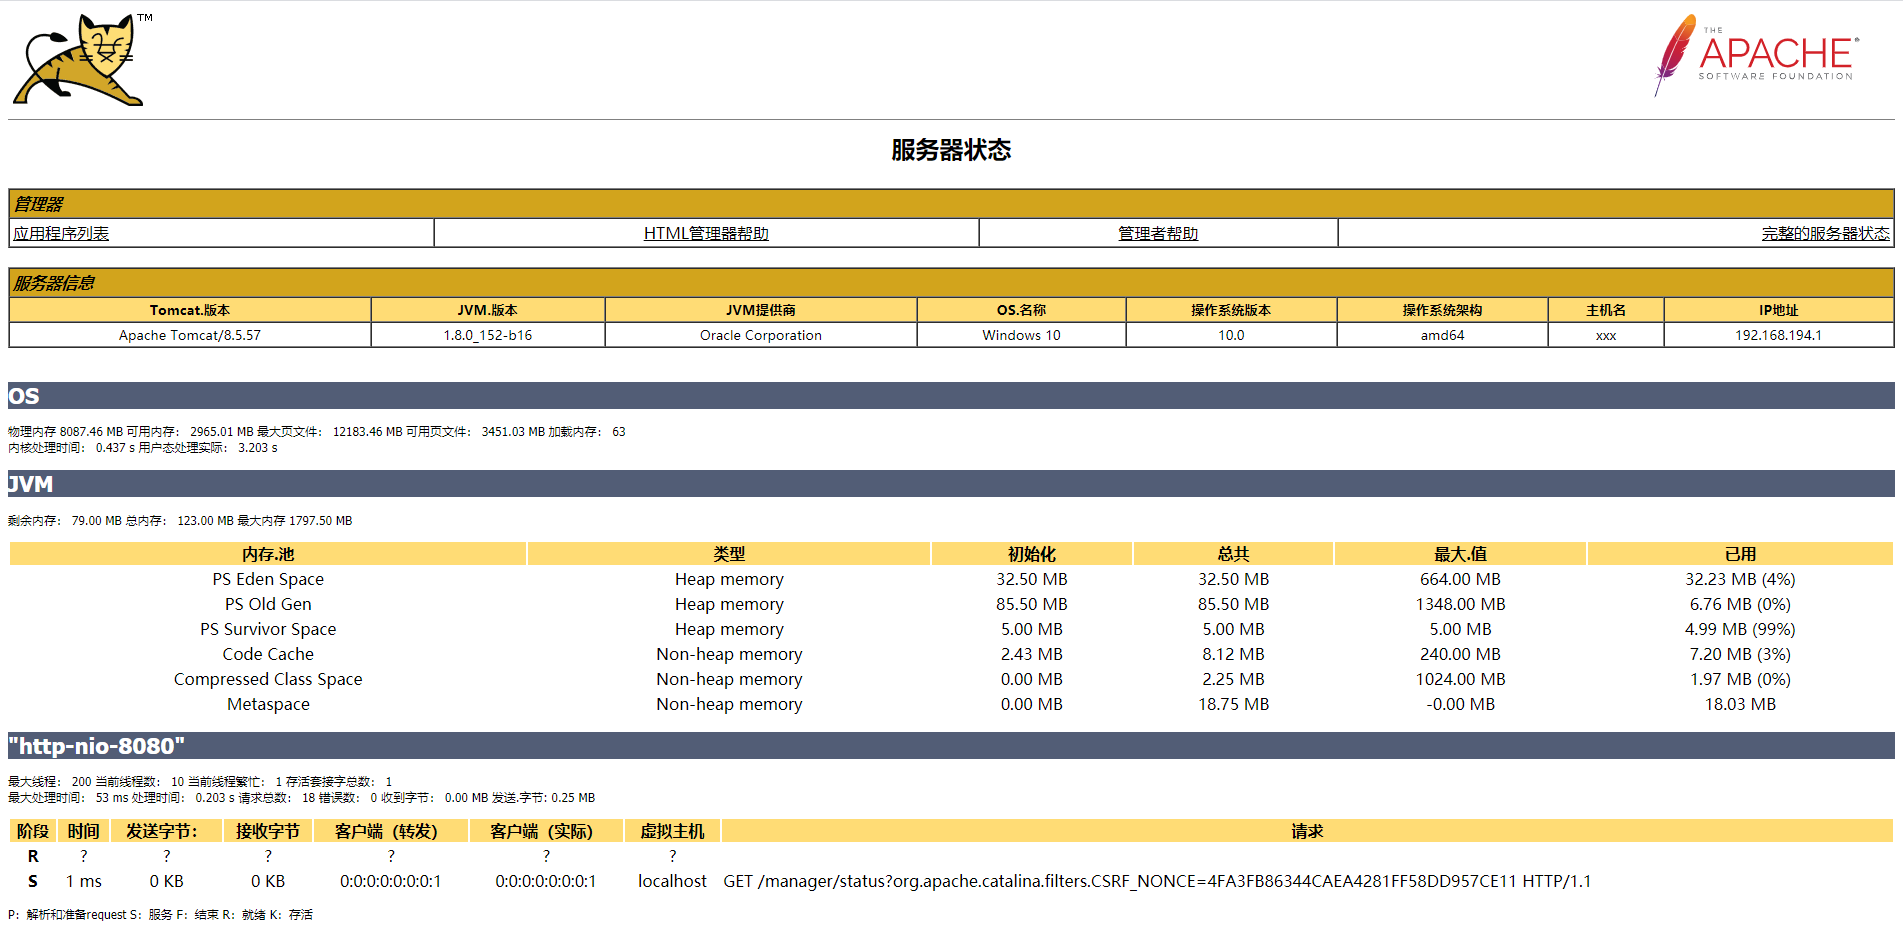 TM
THE
APACHE®
SOFTWARE FOUNDATION
服务器状态
管理器
应用程序列表 HTML管理器帮助 管理者帮助 完整的服务器状态
服务器信息
Tomcat.版本 JVM.版本 JVM提供商 OS.名称 操作系统版本 操作系统架构 主机名 IP地址
Apache Tomcat/8.5.57 1.8.0_152-b16 Oracle Corporation Windows 10 10.0 amd64 xxx 192.168.194.1
OS
物理内存 8087.46 MB 可用内存： 2965.01 MB 最大页文件： 12183.46 MB 可用页文件： 3451.03 MB 加载内存： 63
内核处理时间： 0.437 s 用户态处理实际： 3.203 s
JVM
剩余内存： 79.00 MB 总内存： 123.00 MB 最大内存 1797.50 MB
内存.池 类型 初始化 总共 最大.值 已用
PS Eden Space Heap memory 32.50 MB 32.50 MB 664.00 MB 32.23 MB (4%)
PS Old Gen Heap memory 85.50 MB 85.50 MB 1348.00 MB 6.76 MB (0%)
PS Survivor Space Heap memory 5.00 MB 5.00 MB 5.00 MB 4.99 MB (99%)
Code Cache Non-heap memory 2.43 MB 8.12 MB 240.00 MB 7.20 MB (3%)
Compressed Class Space Non-heap memory 0.00 MB 2.25 MB 1024.00 MB 1.97 MB (0%)
Metaspace Non-heap memory 0.00 MB 18.75 MB -0.00 MB 18.03 MB
"http-nio-8080"
最大线程： 200 当前线程数： 10 当前线程繁忙： 1 存活套接字总数： 1
最大处理时间： 53 ms 处理时间： 0.203 s 请求总数： 18 错误数： 0 收到字节： 0.00 MB 发送.字节: 0.25 MB
阶段 时间 发送字节： 接收字节 客户端（转发） 客户端（实际） 虚拟主机 请求
R ? ? ? ? ? ?
S 1 ms 0 KB 0 KB 0:0:0:0:0:0:0:1 0:0:0:0:0:0:0:1 localhost GET /manager/status?org.apache.catalina.filters.CSRF_NONCE=4FA3FB86344CAEA4281FF58DD957CE11 HTTP/1.1
P：解析和准备request S：服务 F：结束 R：就绪 K：存活